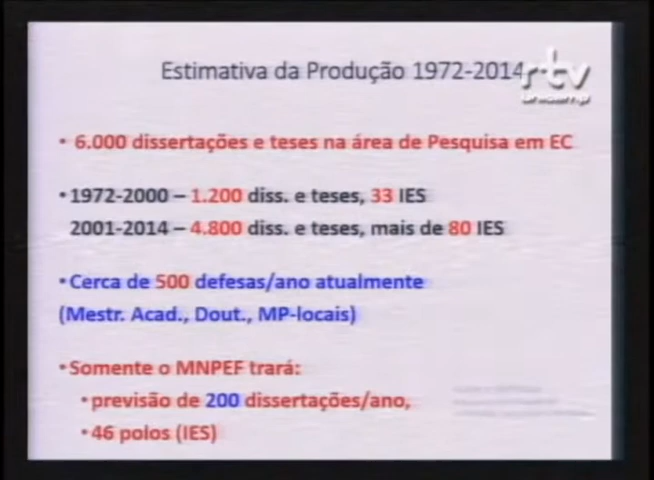 Estimativa da Produção 1972-2014
rtv
unicamp
• 6.000 dissertações e teses na área de Pesquisa em EC
•1972-2000 – 1.200 diss. e teses, 33 IES
2001-2014 – 4.800 diss. e teses, mais de 80 IES
•Cerca de 500 defesas/ano atualmente
(Mestr. Acad., Dout., MP-locais)
•Somente o MNPEF trará:
•previsão de 200 dissertações/ano,
•46 polos (IES)